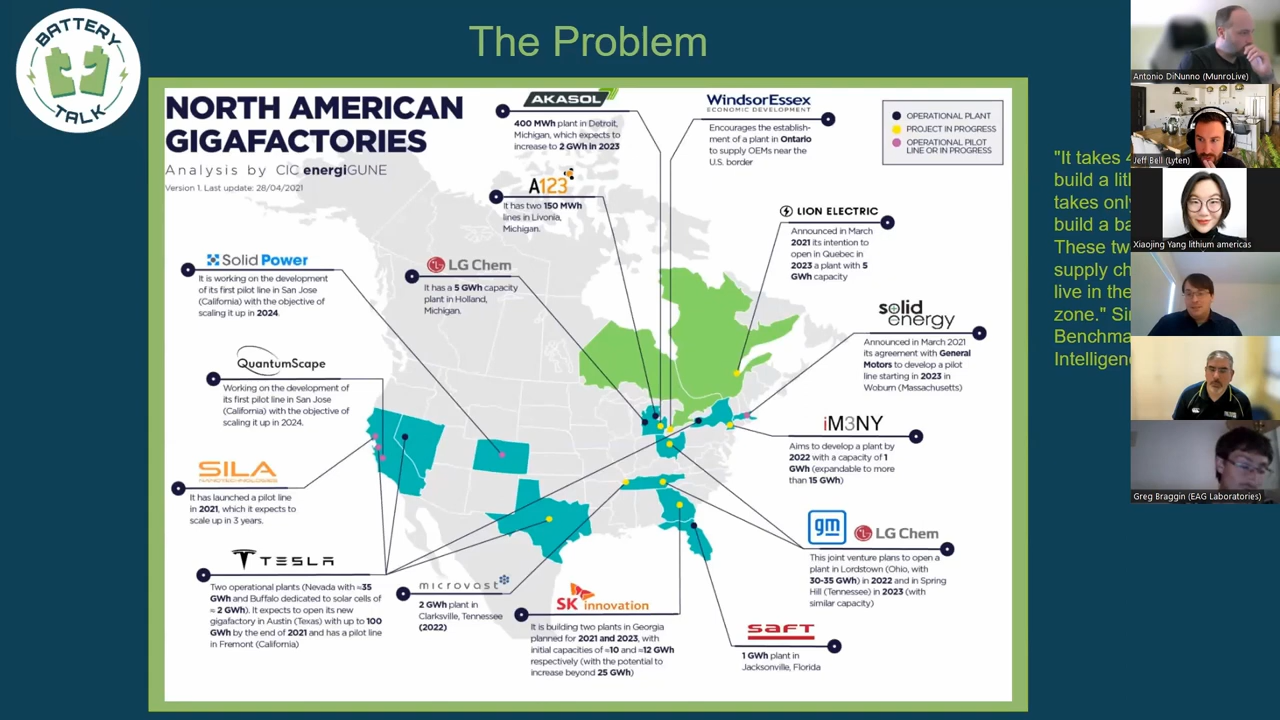 BATTERY
TALK
The Problem
NORTH AMERICAN
GIGAFACTORIES
Analysis by CIC energiGUNE
Version 1. Last update: 28/04/2021
AKASOL
400 MWh plant in Detroit,
Michigan, which expects to
increase to 2 GWh in 2023
WindsorEssex
ECONOMIC DEVELOPMENT
Encourages the establish-
ment of a plant in Ontario
to supply OEMs near the
U.S. border
OPERATIONAL PLANT
PROJECT IN PROGRESS
OPERATIONAL PILOT
LINE OR IN PROGRESS
A123
It has two 150 MWh
lines in Livonia,
Michigan.
LION ELECTRIC
Announced in March
2021 its intention to
open in Quebec in
2023 a plant with 5
GWh capacity
Solid Power
It is working on the development
of its first pilot line in San Jose
(California) with the objective of
scaling it up in 2024.
LG Chem
It has a 5 GWh capacity
plant in Holland,
Michigan.
solid
energy
Announced in March 2021
its agreement with General
Motors to develop a pilot
line starting in 2023 in
Woburn (Massachusetts)
QuantumScape
Working on the development of
its first pilot line in San Jose
(California) with the objective of
scaling it up in 2024.
iM3NY
Aims to develop a plant by
2022 with a capacity of 1
GWh (expandable to more
than 15 GWh)
SILA
NANOTECHNOLOGIES
It has launched a pilot line
in 2021, which it expects to
scale up in 3 years.
gm
LG Chem
This joint venture plans to open a
plant in Lordstown (Ohio, with
30-35 GWh) in 2022 and in Spring
Hill (Tennessee) in 2023 (with
similar capacity)
TESLA
Two operational plants (Nevada with ≈35
GWh and Buffalo dedicated to solar cells of
≈ 2 GWh). It expects to open its new
gigafactory in Austin (Texas) with up to 100
GWh by the end of 2021 and has a pilot line
in Fremont (California)
microvast
2 GWh plant in
Clarksville, Tennessee
(2022)
SK innovation
It is building two plants in Georgia
planned for 2021 and 2023, with
initial capacities of ≈10 and ≈12 GWh
respectively (with the potential to
increase beyond 25 GWh)
SAFT
1 GWh plant in
Jacksonville, Florida
"It takes
build a
takes
build a
These
supply
live in the
zone."
Benchma
Intelligen
Antonio DiNunno (MunroLive)
Jeff Bell (Lyten)
Xiaojing Yang lithium americas
Greg Braggin (EAG Laboratories)